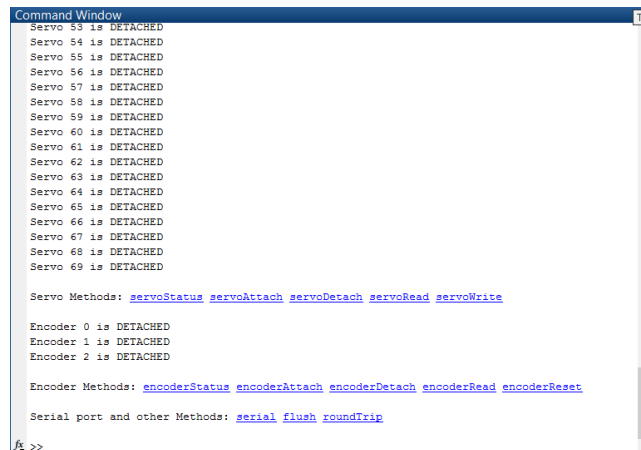 Command Window
Servo 53 is DETACHED
Servo 54 is DETACHED
Servo 55 is DETACHED
Servo 56 is DETACHED
Servo 57 is DETACHED
Servo 58 is DETACHED
Servo 59 is DETACHED
Servo 60 is DETACHED
Servo 61 is DETACHED
Servo 62 is DETACHED
Servo 63 is DETACHED
Servo 64 is DETACHED
Servo 65 is DETACHED
Servo 66 is DETACHED
Servo 67 is DETACHED
Servo 68 is DETACHED
Servo 69 is DETACHED
Servo Methods: servoStatus servoAttach servoDetach servoRead servoWrite
Encoder 0 is DETACHED
Encoder 1 is DETACHED
Encoder 2 is DETACHED
Encoder Methods: encoderStatus encoderAttach encoderDetach encoderRead encoderReset
Serial port and other Methods: serial flush roundTrip
fx >>